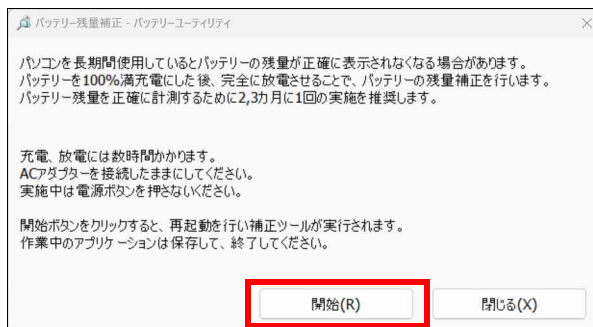 バッテリー残量補正 - バッテリーユーティリティ
パソコンを長期間使用しているとバッテリーの残量が正確に表示されなくなる場合があります。
バッテリーを100%満充電にした後、完全に放電させることで、バッテリーの残量補正を行います。
バッテリー残量を正確に計測するために2,3カ月に1回の実施を推奨します。
充電、放電には数時間かかります。
ACアダプターを接続したままにしてください。
実施中は電源ボタンを押さないください。
開始ボタンをクリックすると、再起動を行い補正ツールが実行されます。
作業中のアプリケーションは保存して、終了してください。
開始(R)
閉じる(X)